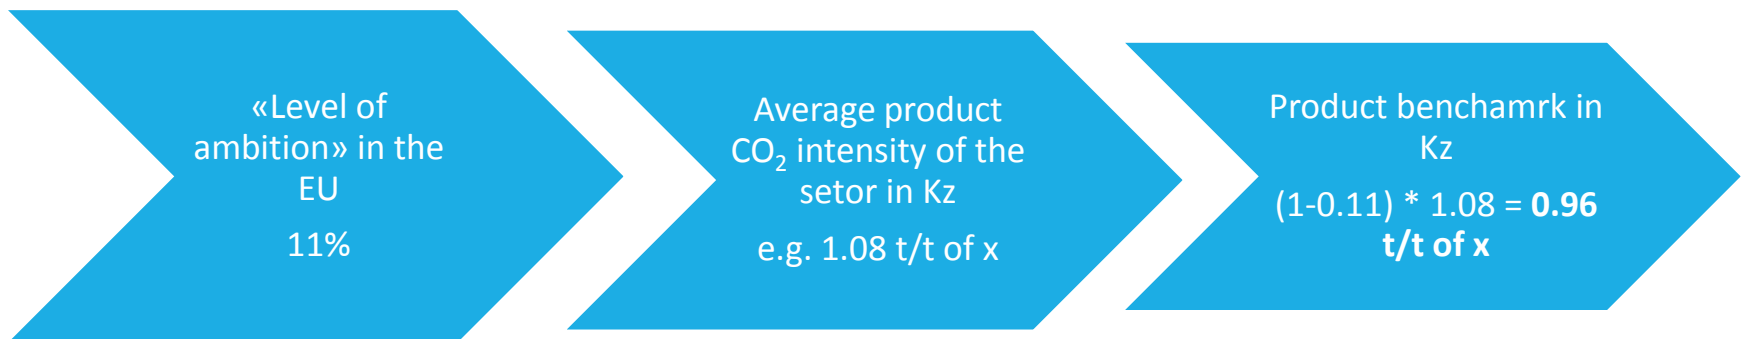 «Level of
ambition» in the
EU
11%
Average product
CO₂ intensity of the
setor in Kz
e.g. 1.08 t/t of x
Product benchamrk in
Kz
(1-0.11) * 1.08 = 0.96
t/t of x